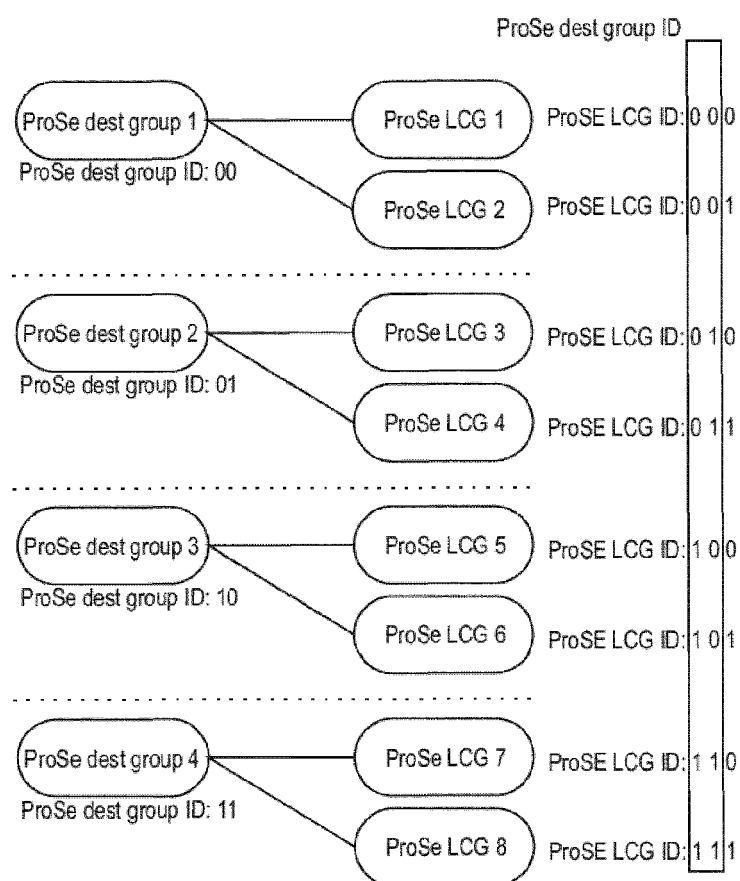 ProSe dest group ID
ProSe dest group 1
ProSe LCG 1
ProSE LCG ID: 0 0 0
ProSe dest group ID: 00
ProSe LCG 2
ProSE LCG ID: 0 0 1
ProSe dest group 2
ProSe LCG 3
ProSE LCG ID: 0 1 0
ProSe dest group ID: 01
ProSe LCG 4
ProSE LCG ID: 0 1 1
ProSe dest group 3
ProSe LCG 5
ProSE LCG ID: 1 0 0
ProSe dest group ID: 10
ProSe LCG 6
ProSE LCG ID: 1 0 1
ProSe dest group 4
ProSe LCG 7
ProSE LCG ID: 1 1 0
ProSe dest group ID: 11
ProSe LCG 8
ProSE LCG ID: 1 1 1